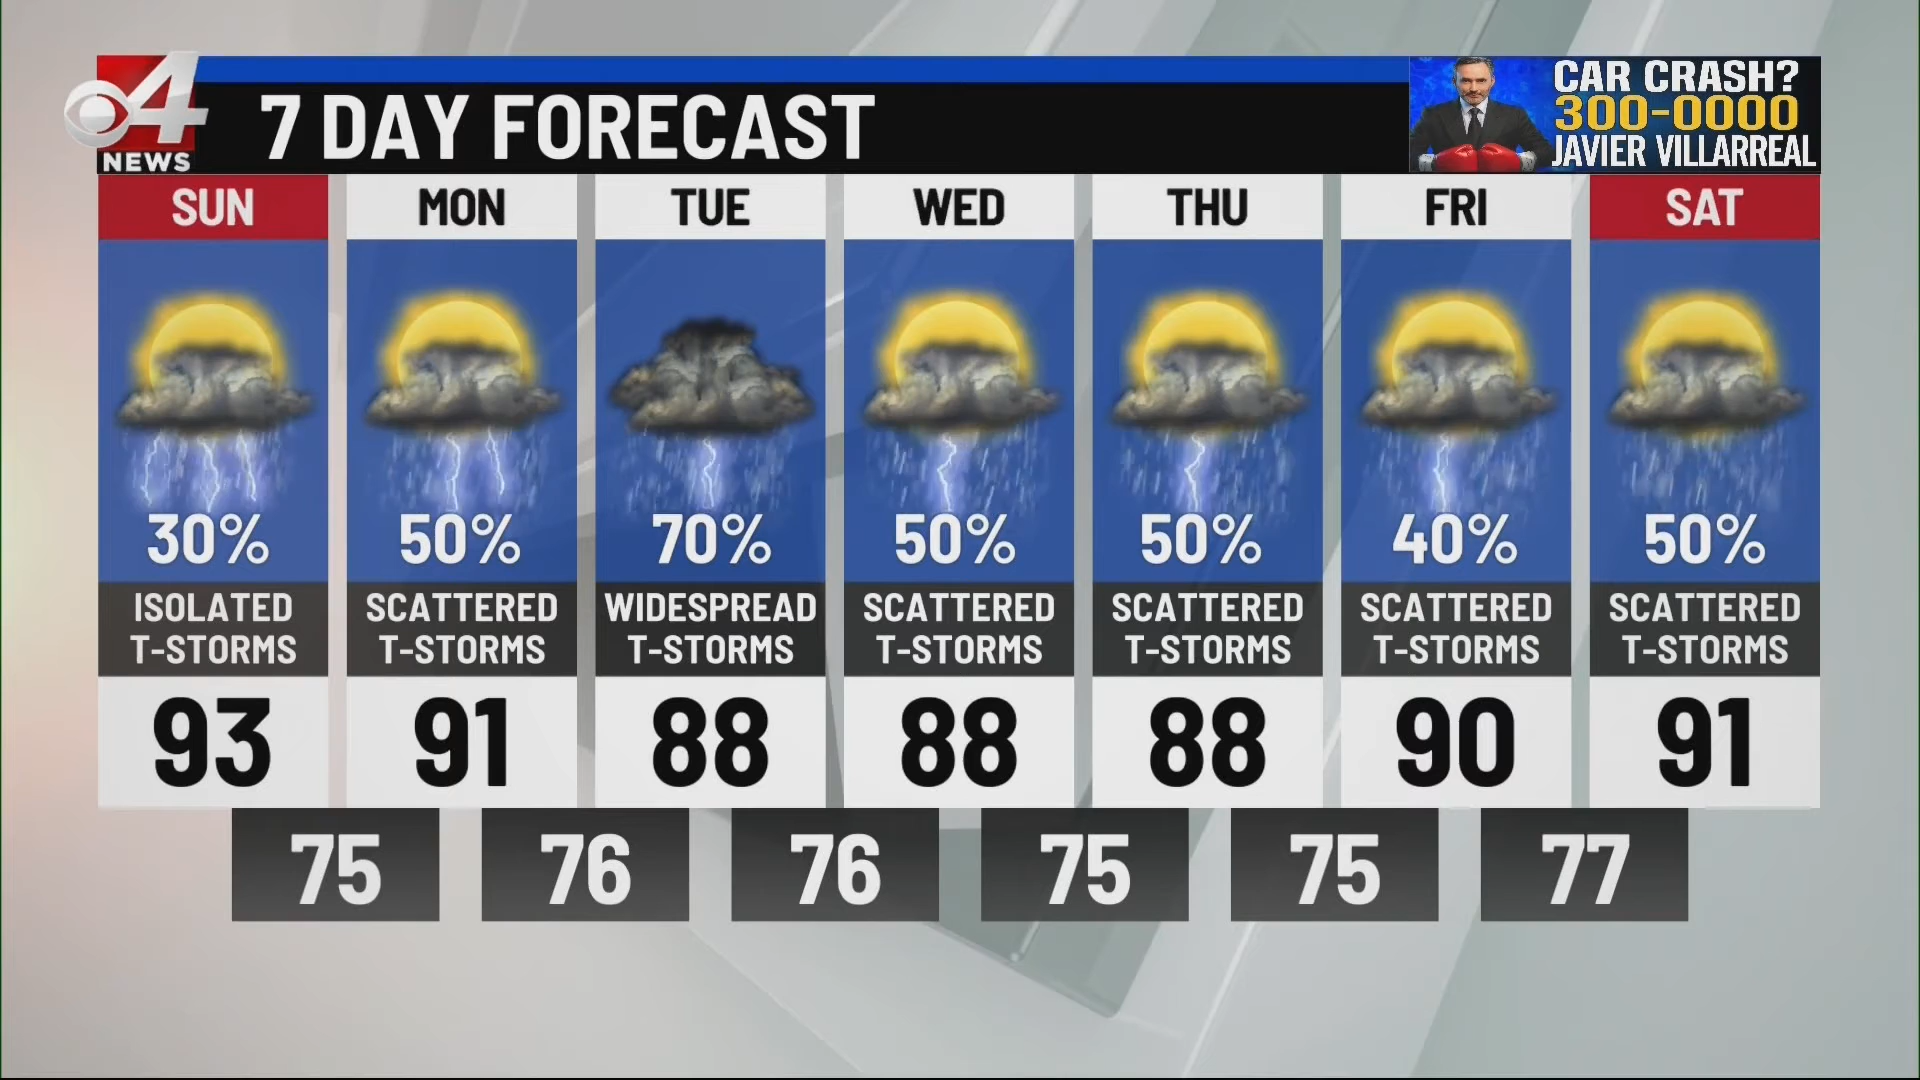 4
NEWS
7 DAY FORECAST
CAR CRASH?
300-0000
JAVIER VILLARREAL
SUN MON TUE WED THU FRI SAT
30% 50% 70% 50% 50% 40% 50%
ISOLATED SCATTERED WIDESPREAD SCATTERED SCATTERED SCATTERED SCATTERED
T-STORMS T-STORMS T-STORMS T-STORMS T-STORMS T-STORMS T-STORMS
93 91 88 88 88 90 91
75 76 76 75 75 77